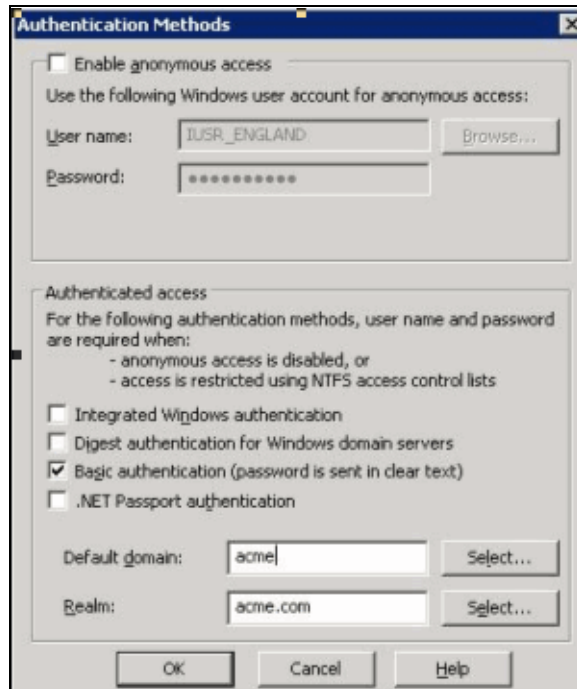 Authentication Methods
Enable anonymous access
Use the following Windows user account for anonymous access:
User name: IUSR_ENGLAND Browse...
Password: ●●●●●●●●●●
Authenticated access
For the following authentication methods, user name and password
are required when:
- anonymous access is disabled, or
- access is restricted using NTFS access control lists
Integrated Windows authentication
Digest authentication for Windows domain servers
Basic authentication (password is sent in clear text)
.NET Passport authentication
Default domain: acme Select...
Realm: acme.com Select...
OK Cancel Help